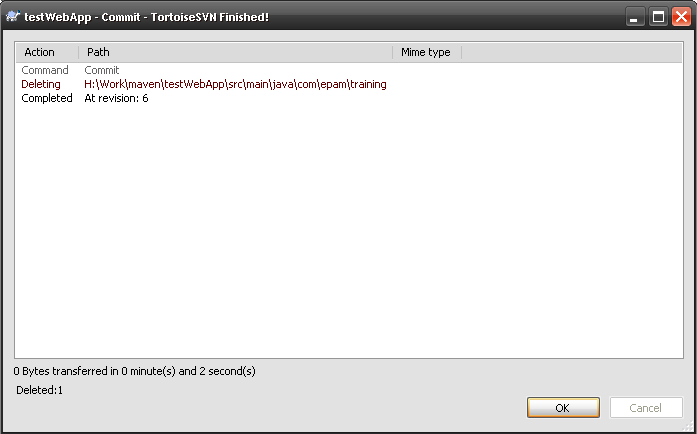 testWebApp - Commit - TortoiseSVN Finished!
Action Path Mime type
Command Commit
Deleting H:\Work\maven\testWebApp\src\main\java\com\epam\training
Completed At revision: 6
0 Bytes transferred in 0 minute(s) and 2 second(s)
Deleted:1
OK Cancel